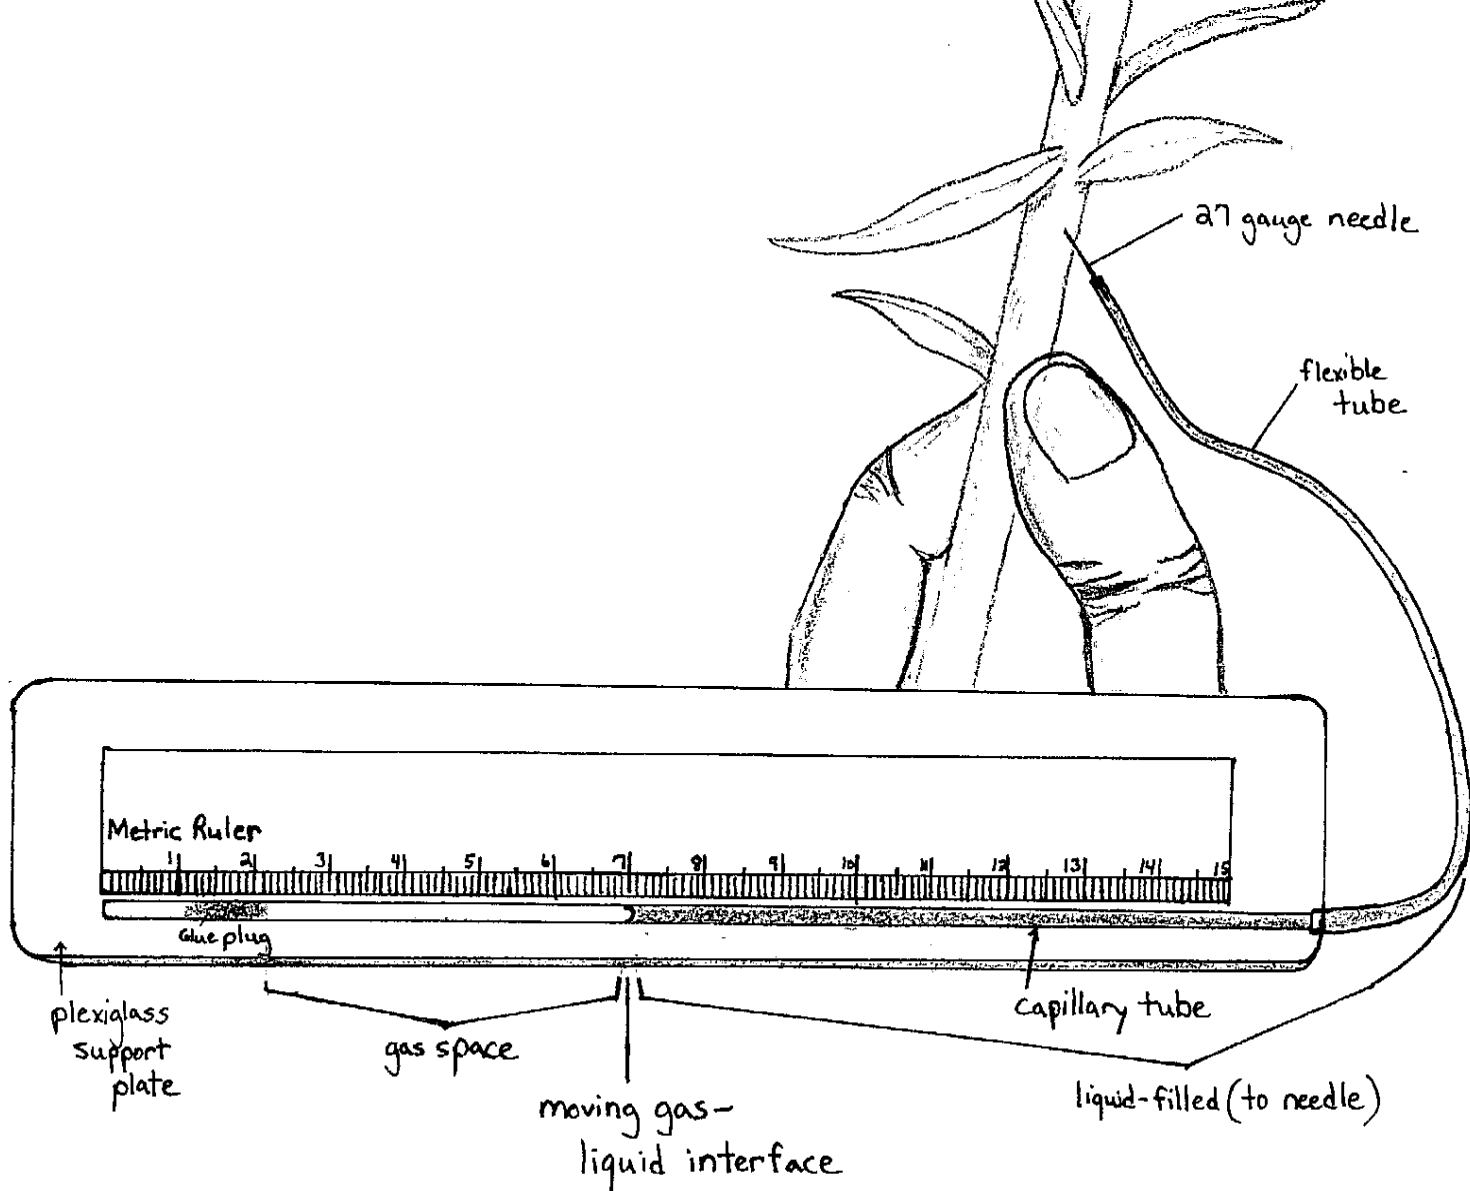 27 gauge needle
flexible
tube
Metric Ruler
1 2 3 4 5 6 7 8 9 10 11 12 13 14 15
Glue plug
plexiglass
support
plate
gas space
capillary tube
moving gas-
liquid interface
liquid-filled (to needle)